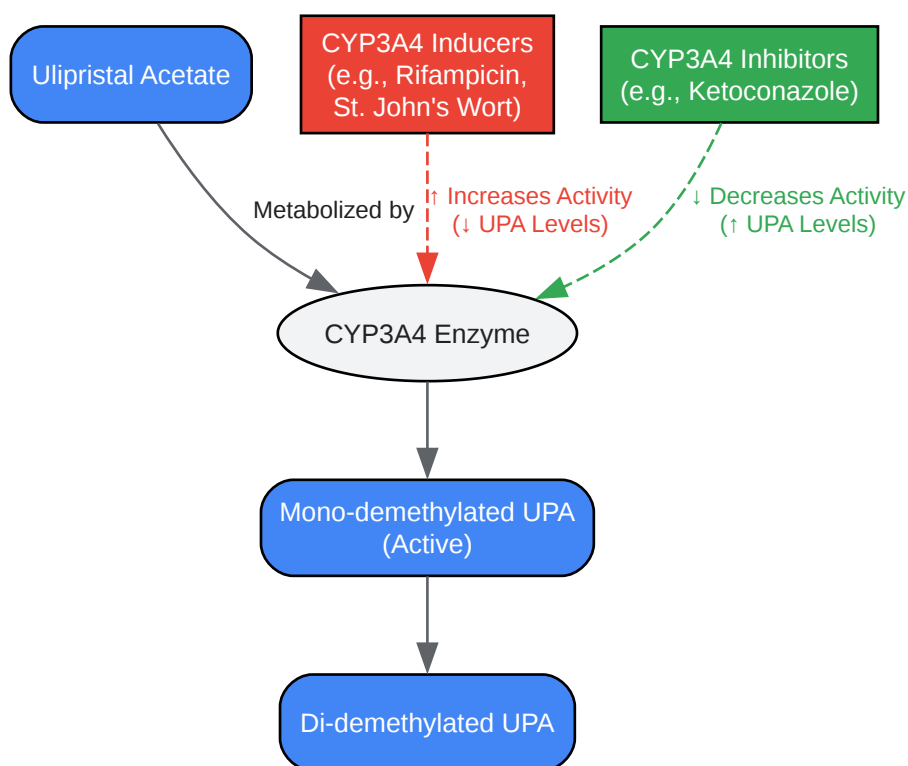 Ulipristal Acetate
CYP3A4 Inducers
(e.g., Rifampicin,
St. John's Wort)
CYP3A4 Inhibitors
(e.g., Ketoconazole)
Metabolized by
↑ Increases Activity
(↓ UPA Levels)
↓ Decreases Activity
(↑ UPA Levels)
CYP3A4 Enzyme
Mono-demethylated UPA
(Active)
Di-demethylated UPA